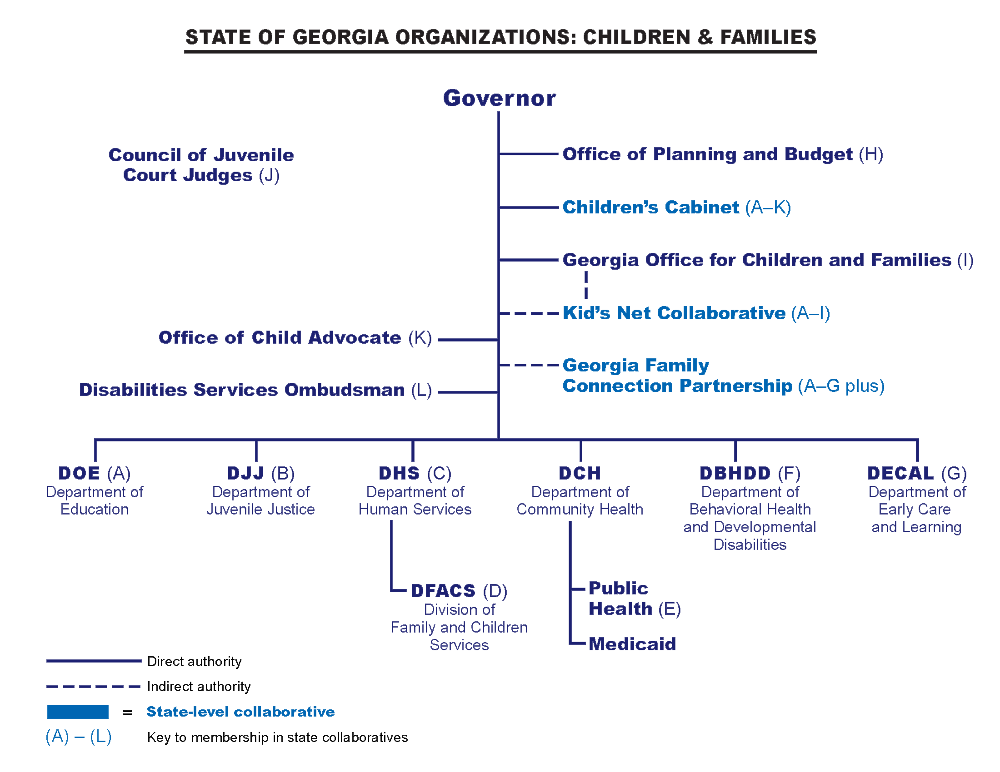 STATE OF GEORGIA ORGANIZATIONS: CHILDREN & FAMILIES
Governor
Council of Juvenile
Court Judges (J)
Office of Planning and Budget (H)
Children’s Cabinet (A–K)
Georgia Office for Children and Families (I)
Kid’s Net Collaborative (A–I)
Office of Child Advocate (K)
Georgia Family
Connection Partnership (A–G plus)
Disabilities Services Ombudsman (L)
DOE (A)
Department of
Education
DJJ (B)
Department of
Juvenile Justice
DHS (C)
Department of
Human Services
DCH
Department of
Community Health
DBHDD (F)
Department of
Behavioral Health
and Developmental
Disabilities
DECAL (G)
Department of
Early Care
and Learning
DFACS (D)
Division of
Family and Children
Services
Public
Health (E)
Medicaid
Direct authority
Indirect authority
= State-level collaborative
(A) – (L) Key to membership in state collaboratives